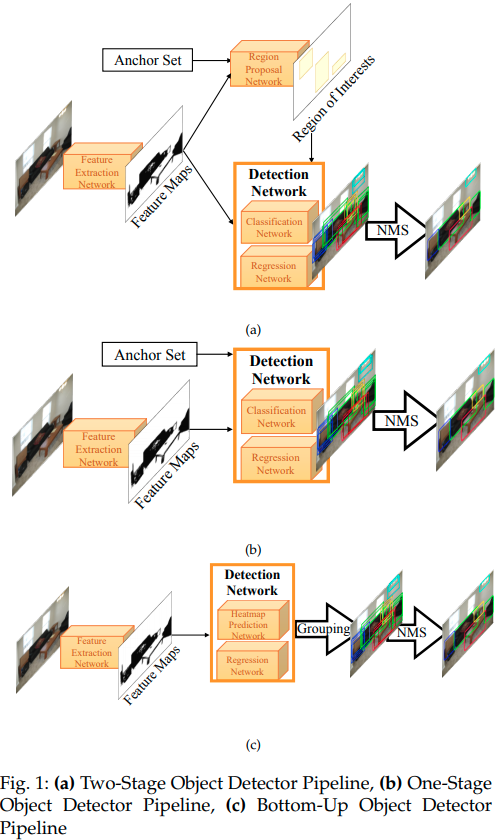 Anchor Set
Region
Proposal
Network
Region of Interests
Feature
Extraction
Network
Feature Maps
Detection
Network
Classification
Network
Regression
Network
NMS
(a)
Anchor Set
Detection
Network
Classification
Network
Feature
Extraction
Network
Feature Maps
Regression
Network
NMS
(b)
Detection
Network
Heatmap
Prediction
Network
Grouping
NMS
Feature
Extraction
Network
Feature Maps
Regression
Network
(c)
Fig. 1: (a) Two-Stage Object Detector Pipeline, (b) One-Stage
Object Detector Pipeline, (c) Bottom-Up Object Detector
Pipeline